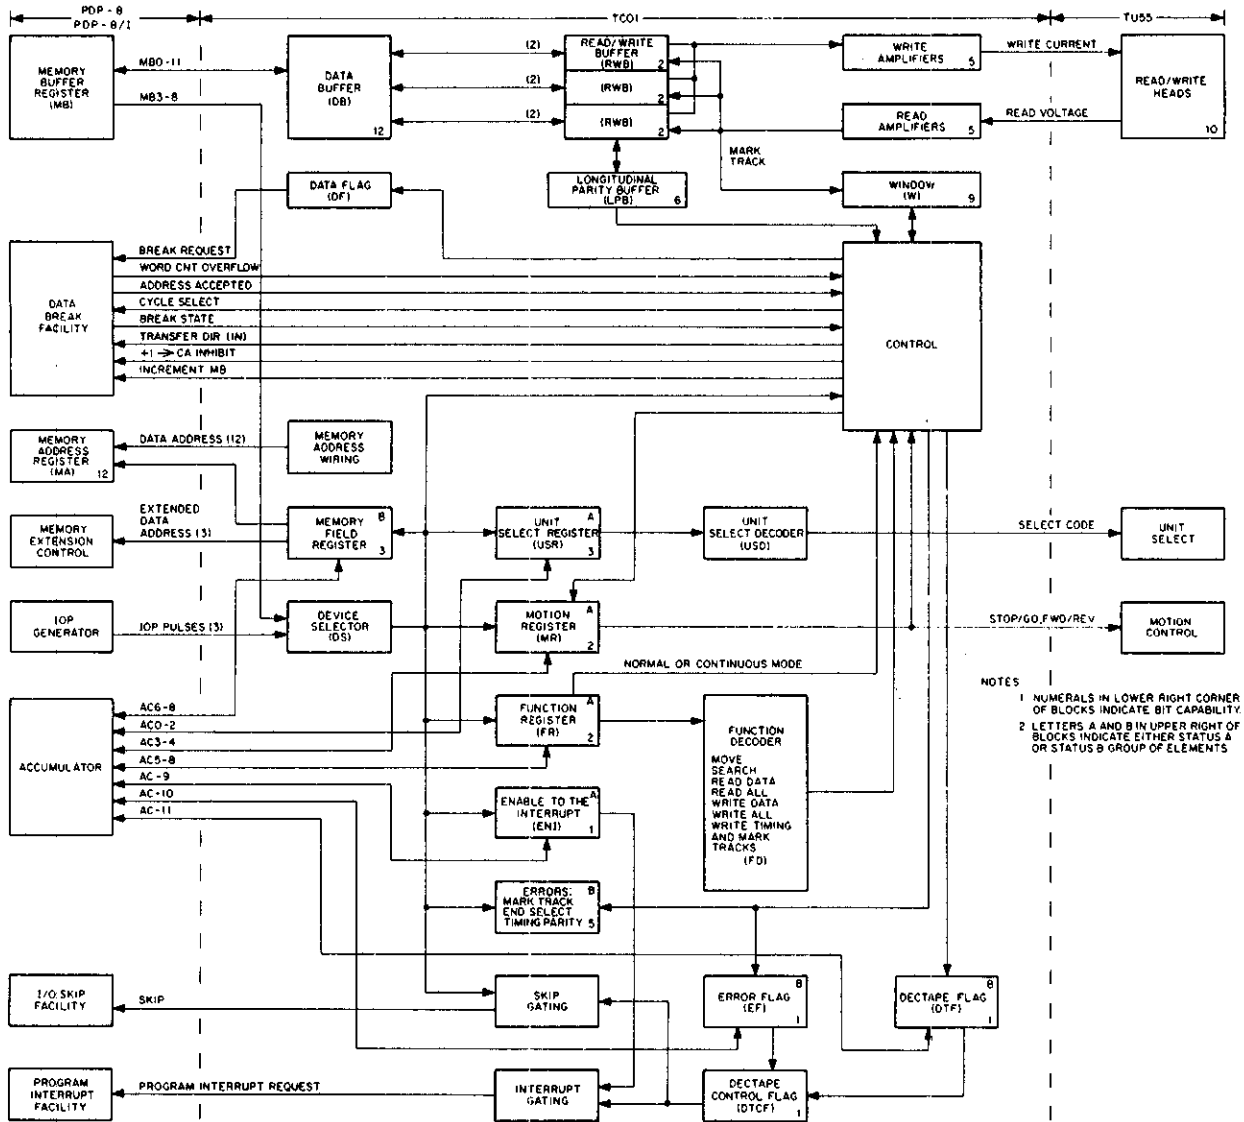 PDP-8
PDP-8/I
TC01
TU55
MEMORY
BUFFER
REGISTER
(MB)
MB0-11
MB3-8
DATA
BUFFER
(DB)
12
(2)
(2)
(2)
READ/WRITE
BUFFER
(RWB)
2
(RWB)
2
(RWB)
2
WRITE
AMPLIFIERS
5
WRITE CURRENT
READ
AMPLIFIERS
5
READ VOLTAGE
READ/WRITE
HEADS
10
MARK
TRACK
DATA FLAG
(DF)
LONGITUDINAL
PARITY BUFFER
(LPB)
6
WINDOW
(W)
9
DATA
BREAK
FACILITY
BREAK REQUEST
WORD CNT OVERFLOW
ADDRESS ACCEPTED
CYCLE SELECT
BREAK STATE
TRANSFER DIR (IN)
+1 → CA INHIBIT
INCREMENT MB
CONTROL
MEMORY
ADDRESS
REGISTER
(MA)
12
DATA ADDRESS (12)
MEMORY
ADDRESS
WIRING
MEMORY
EXTENSION
CONTROL
EXTENDED
DATA
ADDRESS (3)
B
MEMORY
FIELD
REGISTER
3
A
UNIT
SELECT REGISTER
(USR)
3
UNIT
SELECT DECODER
(USD)
SELECT CODE
UNIT
SELECT
IOP
GENERATOR
IOP PULSES (3)
DEVICE
SELECTOR
(DS)
A
MOTION
REGISTER
(MR)
2
STOP/GO,FWD/REV
MOTION
CONTROL
NORMAL OR CONTINUOUS MODE
ACCUMULATOR
AC6-8
AC0-2
AC3-4
AC5-8
AC-9
AC-10
AC-11
A
FUNCTION
REGISTER
(FR)
2
FUNCTION
DECODER
MOVE
SEARCH
READ DATA
READ ALL
WRITE DATA
WRITE ALL
WRITE TIMING
AND MARK
TRACKS
(FD)
NOTES
1 NUMERALS IN LOWER RIGHT CORNER
OF BLOCKS INDICATE BIT CAPABILITY.
2 LETTERS A AND B IN UPPER RIGHT OF
BLOCKS INDICATE EITHER STATUS A
OR STATUS B GROUP OF ELEMENTS
A
ENABLE TO THE
INTERRUPT
(ENI)
1
B
ERRORS:
MARK TRACK
END SELECT
TIMING PARITY
5
I/O SKIP
FACILITY
SKIP
SKIP
GATING
B
ERROR FLAG
(EF)
1
B
DECTAPE FLAG
(DTF)
1
PROGRAM
INTERRUPT
FACILITY
PROGRAM INTERRUPT REQUEST
INTERRUPT
GATING
DECTAPE
CONTROL FLAG
(DTCF)
1